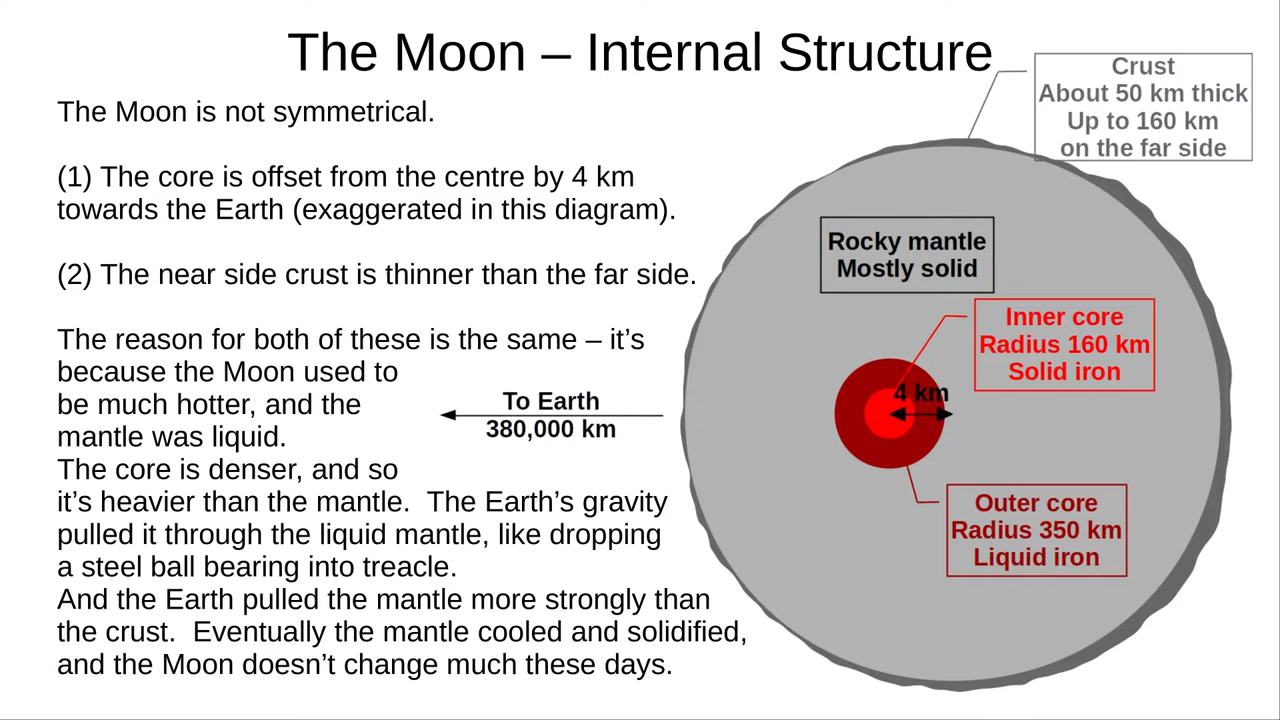 The Moon – Internal Structure
Crust
About 50 km thick
Up to 160 km
on the far side
The Moon is not symmetrical.
(1) The core is offset from the centre by 4 km
towards the Earth (exaggerated in this diagram).
(2) The near side crust is thinner than the far side.
The reason for both of these is the same – it’s
because the Moon used to
be much hotter, and the
mantle was liquid.
The core is denser, and so
it’s heavier than the mantle.  The Earth’s gravity
pulled it through the liquid mantle, like dropping
a steel ball bearing into treacle.
And the Earth pulled the mantle more strongly than
the crust.  Eventually the mantle cooled and solidified,
and the Moon doesn’t change much these days.
To Earth
380,000 km
Rocky mantle
Mostly solid
Inner core
Radius 160 km
Solid iron
4 km
Outer core
Radius 350 km
Liquid iron